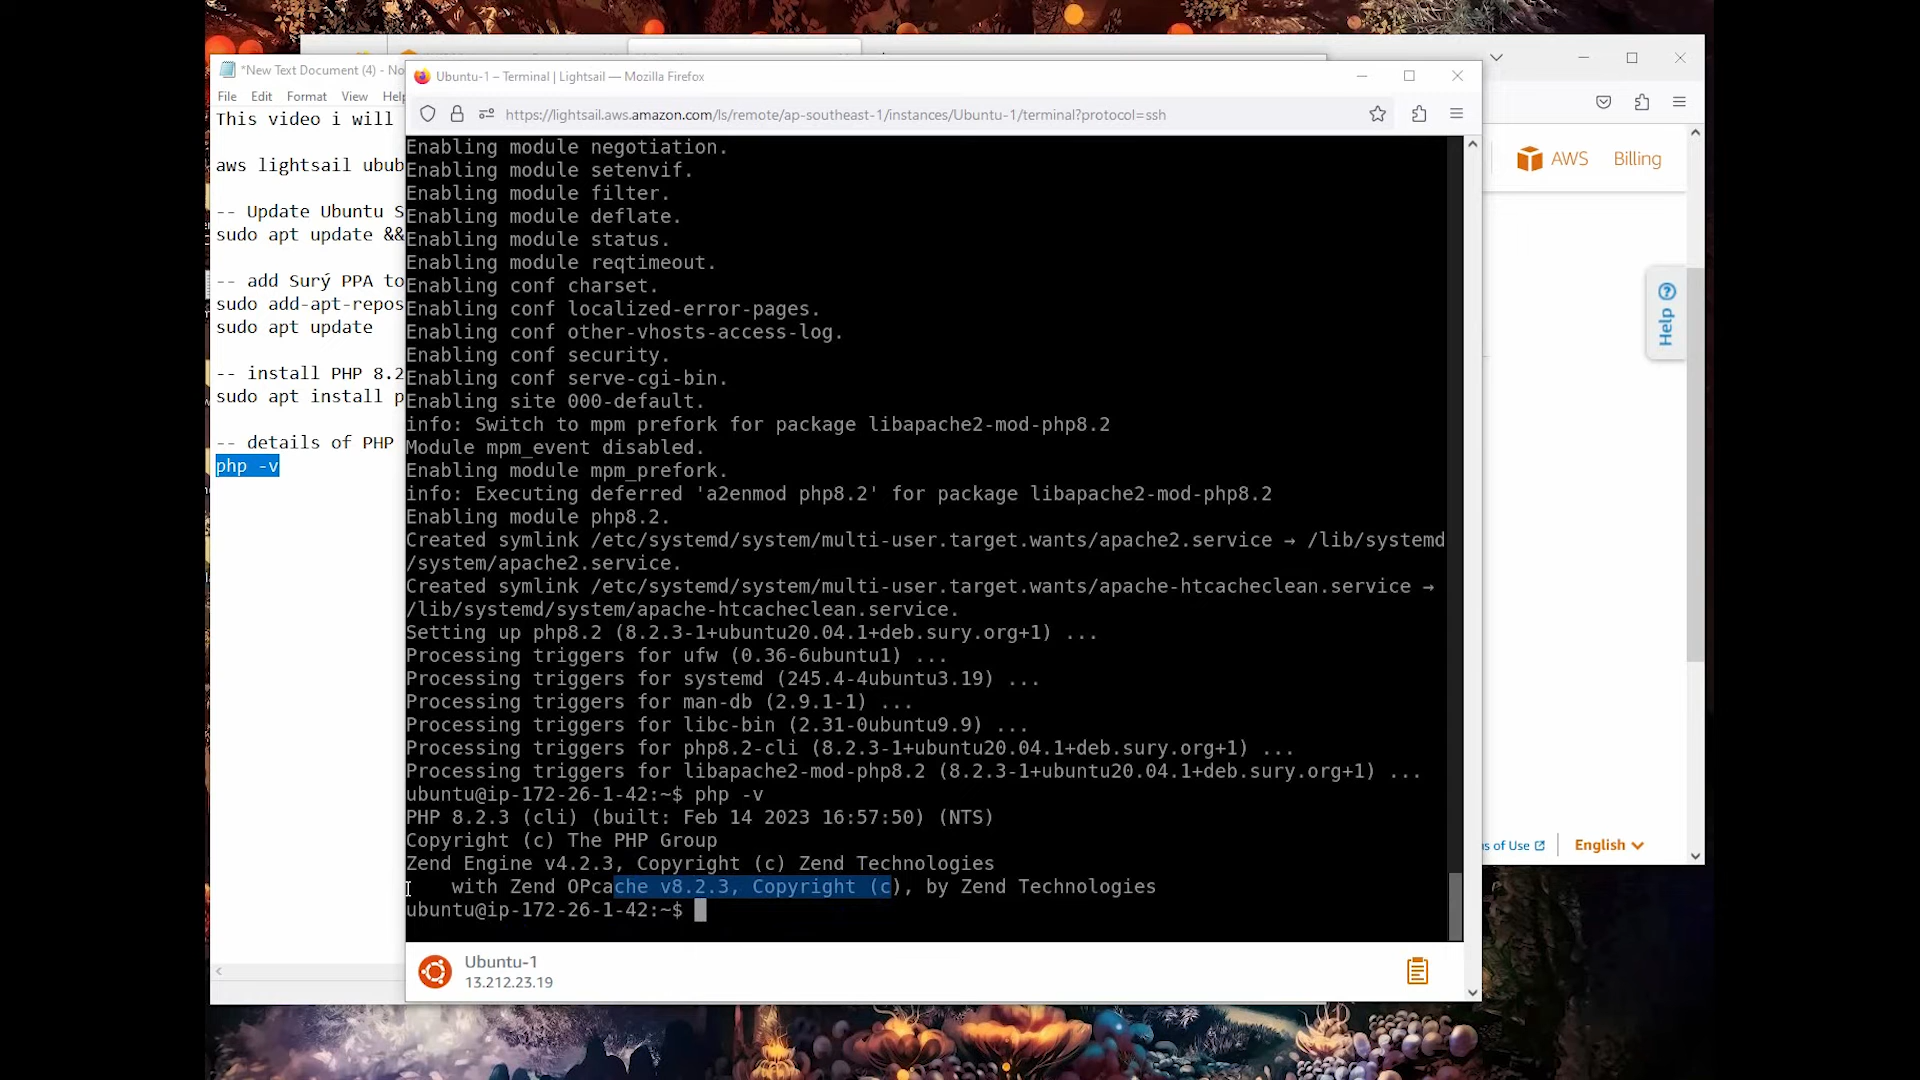 *New Text Document (4) - No
File Edit Format View Help
This video i will
aws lightsail ubub
-- Update Ubuntu S
sudo apt update &&
-- add Surý PPA to
sudo add-apt-repos
sudo apt update
-- install PHP 8.2
sudo apt install p
-- details of PHP
php -v
Ubuntu-1 – Terminal | Lightsail — Mozilla Firefox
https://lightsail.aws.amazon.com/ls/remote/ap-southeast-1/instances/Ubuntu-1/terminal?protocol=ssh
Enabling module negotiation.
Enabling module setenvif.
Enabling module filter.
Enabling module deflate.
Enabling module status.
Enabling module reqtimeout.
Enabling conf charset.
Enabling conf localized-error-pages.
Enabling conf other-vhosts-access-log.
Enabling conf security.
Enabling conf serve-cgi-bin.
Enabling site 000-default.
info: Switch to mpm prefork for package libapache2-mod-php8.2
Module mpm_event disabled.
Enabling module mpm_prefork.
info: Executing deferred 'a2enmod php8.2' for package libapache2-mod-php8.2
Enabling module php8.2.
Created symlink /etc/systemd/system/multi-user.target.wants/apache2.service → /lib/systemd
/system/apache2.service.
Created symlink /etc/systemd/system/multi-user.target.wants/apache-htcacheclean.service →
/lib/systemd/system/apache-htcacheclean.service.
Setting up php8.2 (8.2.3-1+ubuntu20.04.1+deb.sury.org+1) ...
Processing triggers for ufw (0.36-6ubuntu1) ...
Processing triggers for systemd (245.4-4ubuntu3.19) ...
Processing triggers for man-db (2.9.1-1) ...
Processing triggers for libc-bin (2.31-0ubuntu9.9) ...
Processing triggers for php8.2-cli (8.2.3-1+ubuntu20.04.1+deb.sury.org+1) ...
Processing triggers for libapache2-mod-php8.2 (8.2.3-1+ubuntu20.04.1+deb.sury.org+1) ...
ubuntu@ip-172-26-1-42:~$ php -v
PHP 8.2.3 (cli) (built: Feb 14 2023 16:57:50) (NTS)
Copyright (c) The PHP Group
Zend Engine v4.2.3, Copyright (c) Zend Technologies
with Zend OPcache v8.2.3, Copyright (c), by Zend Technologies
ubuntu@ip-172-26-1-42:~$
Ubuntu-1
13.212.23.19
AWS Billing
Help
s of Use
English